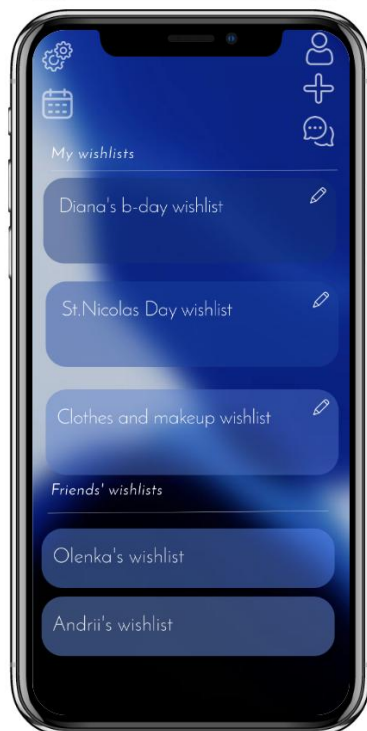 My wishlists
Diana's b-day wishlist
St.Nicolas Day wishlist
Clothes and makeup wishlist
Friends' wishlists
Olenka's wishlist
Andrii's wishlist